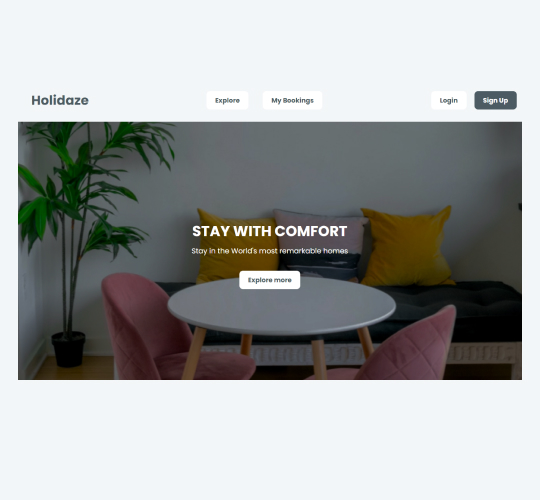 Holidaze
Explore
My Bookings
Login
Sign Up
STAY WITH COMFORT
Stay in the World's most remarkable homes
Explore more